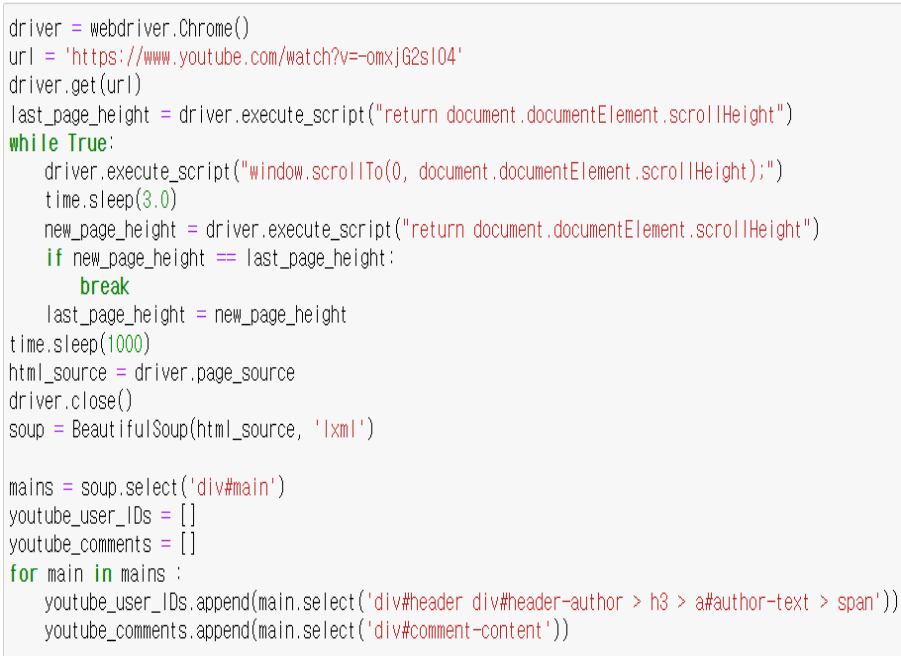 driver = webdriver.Chrome()
url = 'https://www.youtube.com/watch?v=-omxjG2sl04'
driver.get(url)
last_page_height = driver.execute_script("return document.documentElement.scrollHeight")
while True:
    driver.execute_script("window.scrollTo(0, document.documentElement.scrollHeight);")
    time.sleep(3.0)
    new_page_height = driver.execute_script("return document.documentElement.scrollHeight")
    if new_page_height == last_page_height:
        break
    last_page_height = new_page_height
time.sleep(1000)
html_source = driver.page_source
driver.close()
soup = BeautifulSoup(html_source, 'lxml')

mains = soup.select('div#main')
youtube_user_IDs = []
youtube_comments = []
for main in mains :
    youtube_user_IDs.append(main.select('div#header div#header-author > h3 > a#author-text > span'))
    youtube_comments.append(main.select('div#comment-content'))